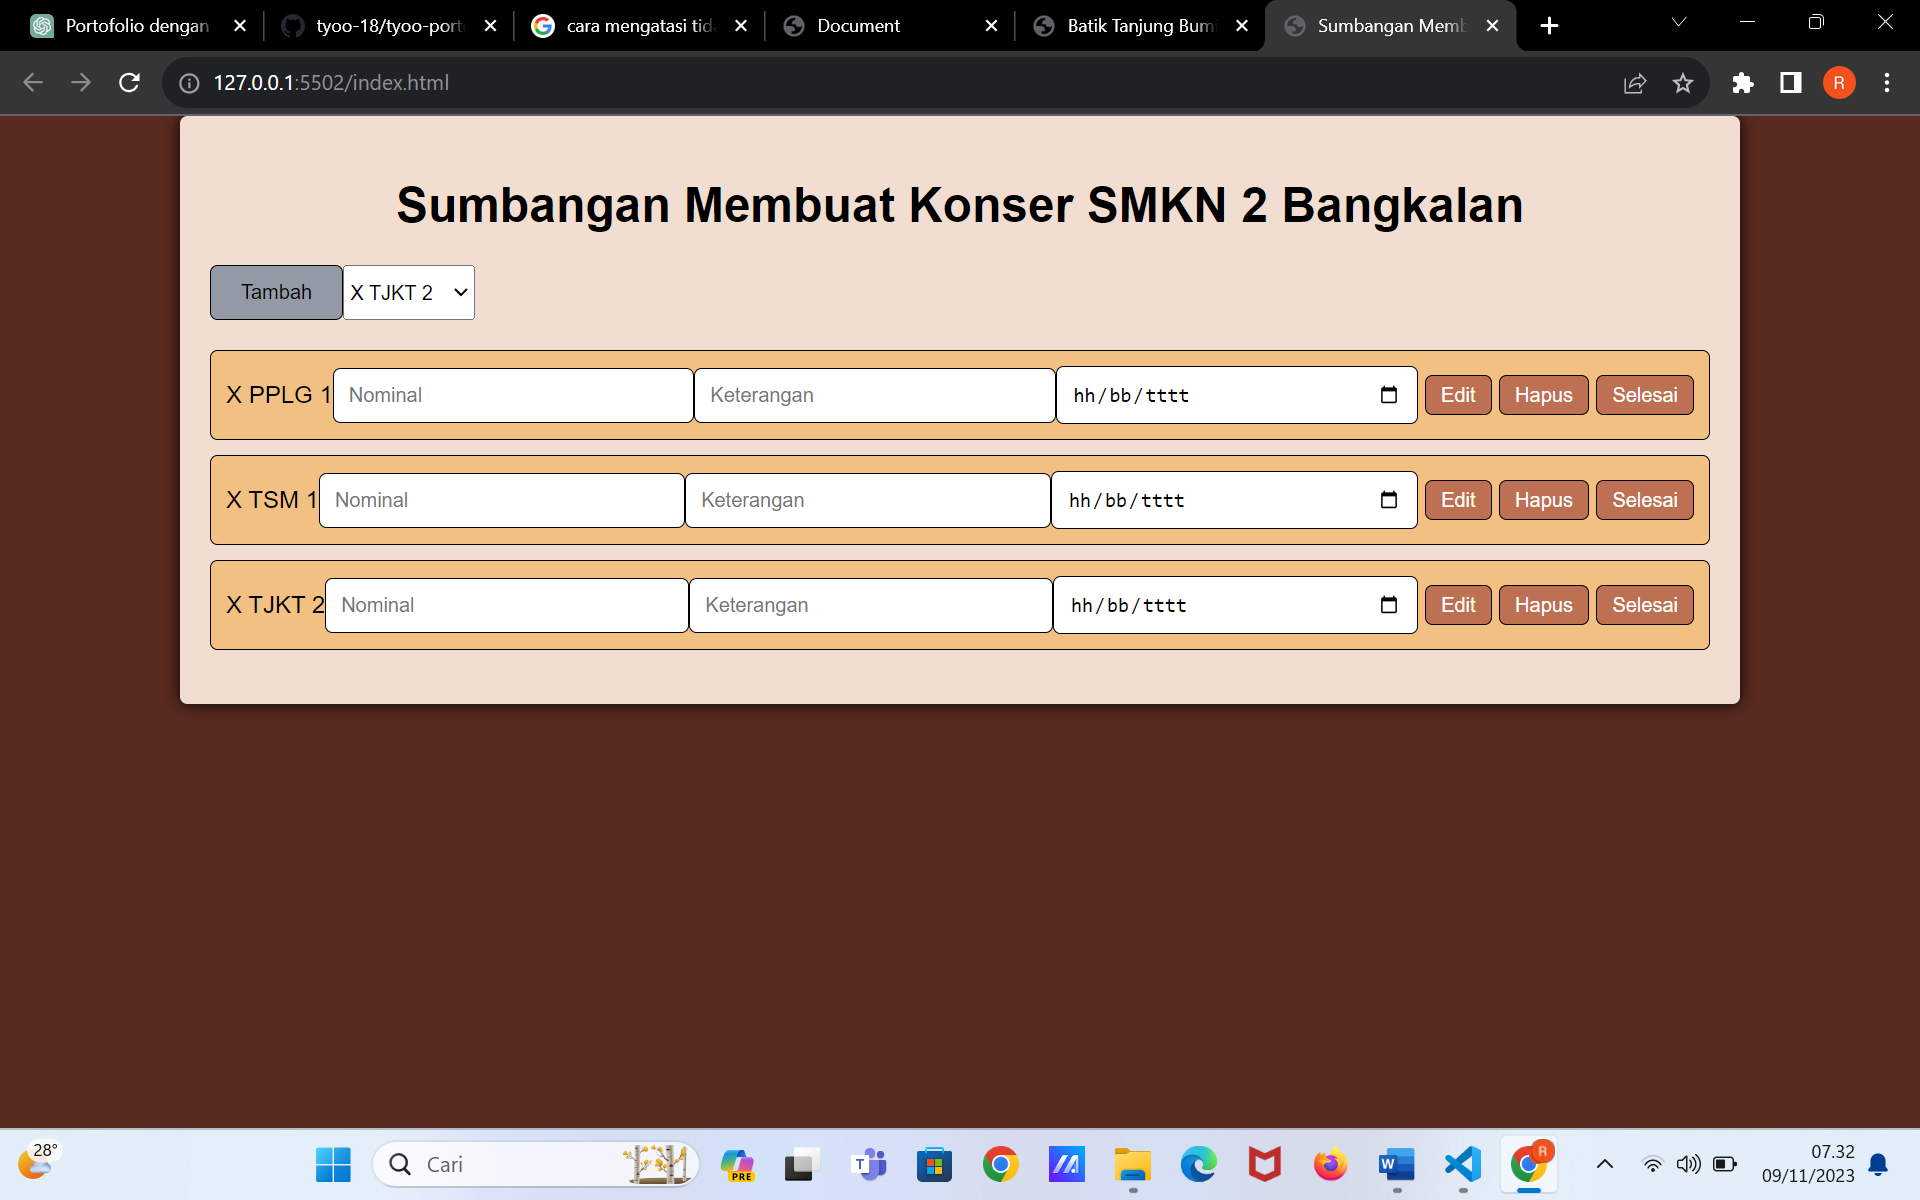 Portofolio dengan
tyoo-18/tyoo-porto
cara mengatasi tid
Document
Batik Tanjung Bum
Sumbangan Memb
127.0.0.1:5502/index.html
R
Sumbangan Membuat Konser SMKN 2 Bangkalan
Tambah X TJKT 2
X PPLG 1 Nominal Keterangan hh/bb/tttt Edit Hapus Selesai
X TSM 1 Nominal Keterangan hh/bb/tttt Edit Hapus Selesai
X TJKT 2 Nominal Keterangan hh/bb/tttt Edit Hapus Selesai
28°
Cari
PRE
T
W
R
07.32
09/11/2023